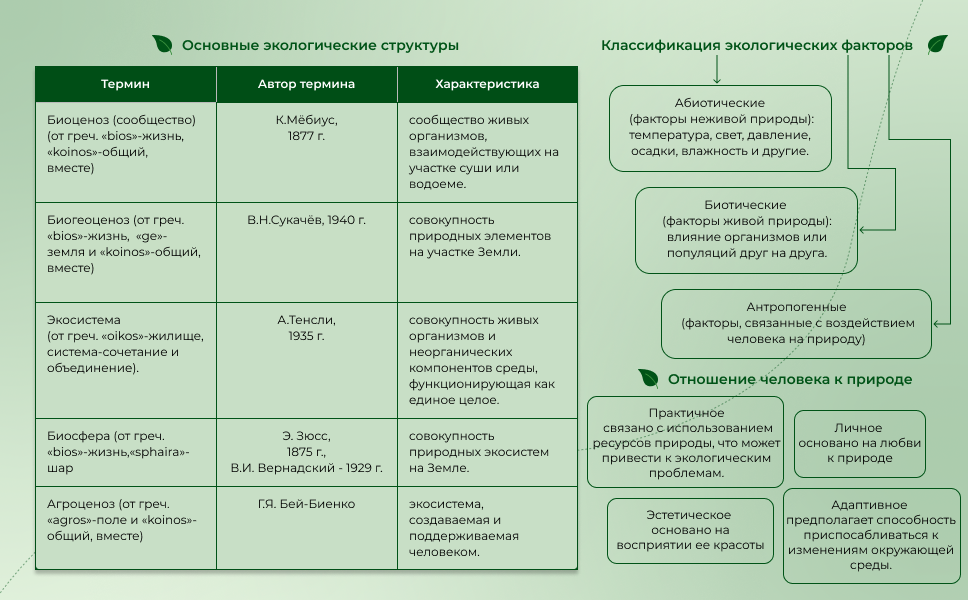 Основные экологические структуры
Термин
Автор термина
Характеристика
Биоценоз (сообщество)
(от греч. «bios»-жизнь,
«koinos»-общий,
вместе)
К.Мёбиус,
1877 г.
сообщество живых
организмов,
взаимодействующих на
участке суши или
водоеме.
Биогеоценоз (от греч.
«bios»-жизнь, «ge»-
земля и «koinos»-общий,
вместе)
В.Н.Сукачёв, 1940 г.
совокупность
природных элементов
на участке Земли.
Экосистема
(от греч. «oikos»-жилище,
система-сочетание и
объединение).
А.Тенсли,
1935 г.
совокупность живых
организмов и
неорганических
компонентов среды,
функционирующая как
единое целое.
Биосфера (от греч.
«bios»-жизнь,«sphaira»-
шар
Э. Зюсс,
1875 г.,
В.И. Вернадский - 1929 г.
совокупность
природных экосистем
на Земле.
Агроценоз (от греч.
«agros»-поле и «koinos»-
общий, вместе)
Г.Я. Бей-Биенко
экосистема,
создаваемая и
поддерживаемая
человеком.
Классификация экологических факторов
Абиотические
(факторы неживой природы):
температура, свет, давление,
осадки, влажность и другие.
Биотические
(факторы живой природы):
влияние организмов или
популяций друг на друга.
Антропогенные
(факторы, связанные с воздействием
человека на природу)
Отношение человека к природе
Практичное
связано с использованием
ресурсов природы, что может
привести к экологическим
проблемам.
Личное
основано на любви
к природе
Эстетическое
основано на
восприятии ее красоты
Адаптивное
предполагает способность
приспосабливаться к
изменениям окружающей
среды.